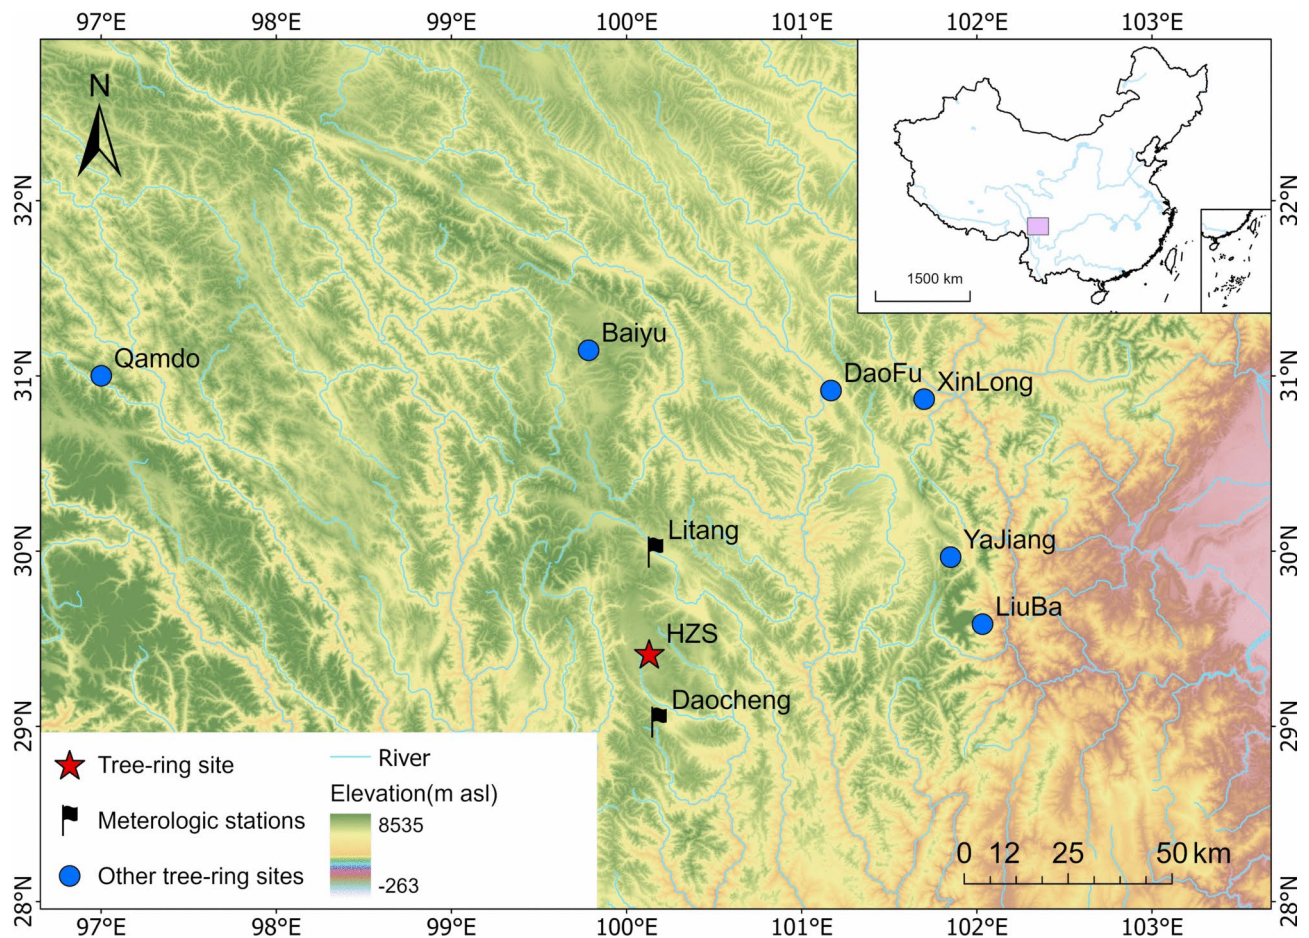 97°E 98°E 99°E 100°E 101°E 102°E 103°E
N
32°N 32°N
1500 km
Baiyu
Qamdo
DaoFu
XinLong
31°N 31°N
Litang
YaJiang
30°N 30°N
LiuBa
HZS
Daocheng
29°N 29°N
Tree-ring site
Meterologic stations
Other tree-ring sites
River
Elevation(m asl)
8535
-263
0 12 25 50 km
28°N 28°N
97°E 98°E 99°E 100°E 101°E 102°E 103°E